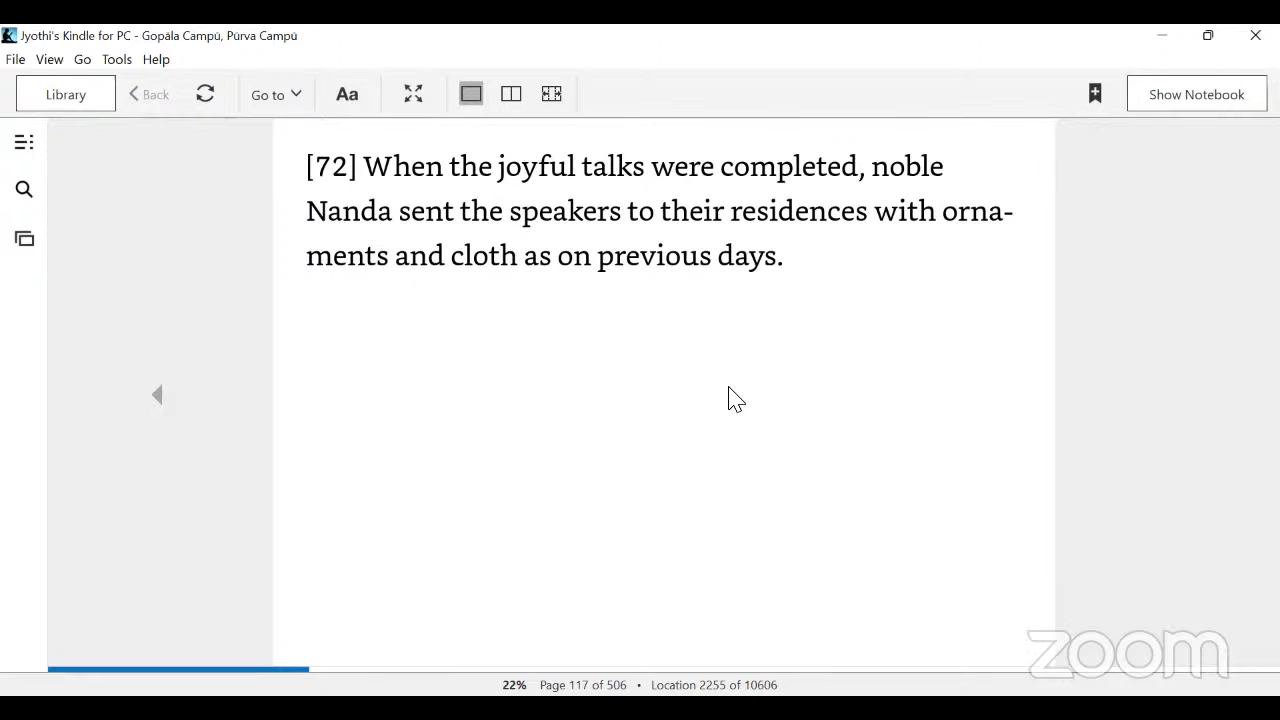 Jyothi's Kindle for PC - Gopāla Campū, Pūrva Campū
File View Go Tools Help
Library Back Go to Aa Show Notebook
[72] When the joyful talks were completed, noble
Nanda sent the speakers to their residences with orna-
ments and cloth as on previous days.
zoom
22% Page 117 of 506 • Location 2255 of 10606